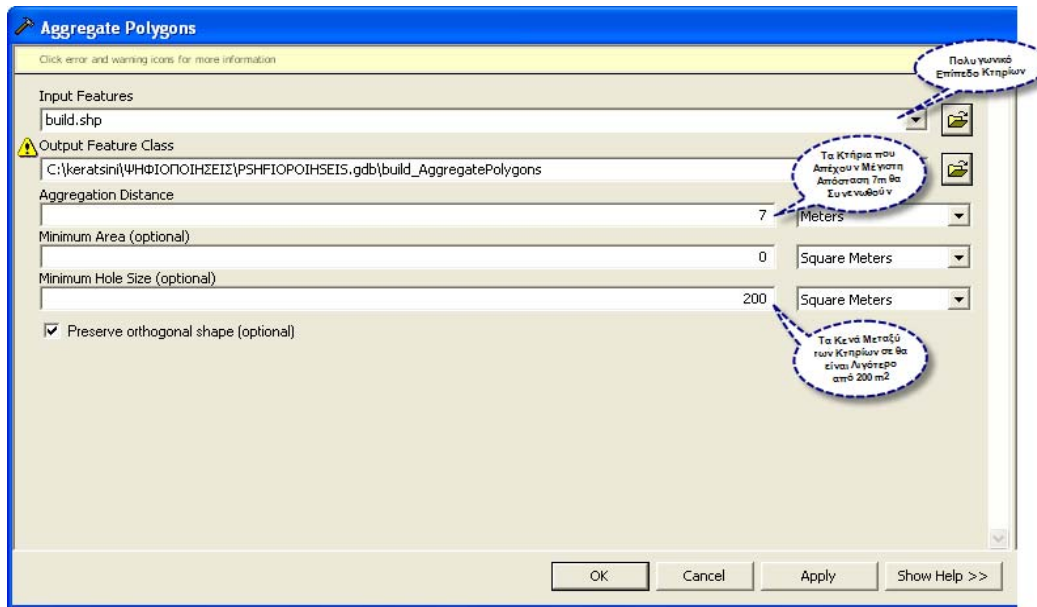 Aggregate Polygons
Click error and warning icons for more information
Πολυγωνικό
Επίπεδο Κτηρίων
Input Features
build.shp
Output Feature Class
C:\keratsini\ΨΗΦΙΟΠΟΙΗΣΕΙΣ\PSHFIOPOIHSEIS.gdb\build_AggregatePolygons
Τα Κτήρια που
Απέχουν Μέγιστη
Απόσταση 7m θα
Συνενωθούν
Aggregation Distance
7 Meters
Minimum Area (optional)
0 Square Meters
Minimum Hole Size (optional)
200 Square Meters
Preserve orthogonal shape (optional)
Τα Κενά Μεταξύ
των Κτηρίων σε θα
είναι Λιγότερο
από 200 m2
OK Cancel Apply Show Help >>